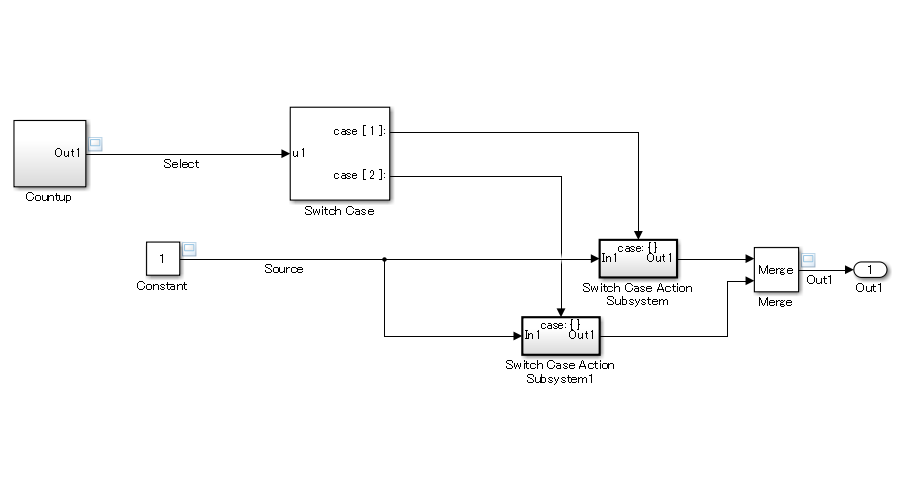 case [ 1 ]:
Out1
u1
Select
case [ 2 ]:
Countup
Switch Case
1
Constant
Source
case: { }
In1
Out1
Switch Case Action
Subsystem
Merge
Merge
Out1
1
Out1
case: { }
In1
Out1
Switch Case Action
Subsystem1